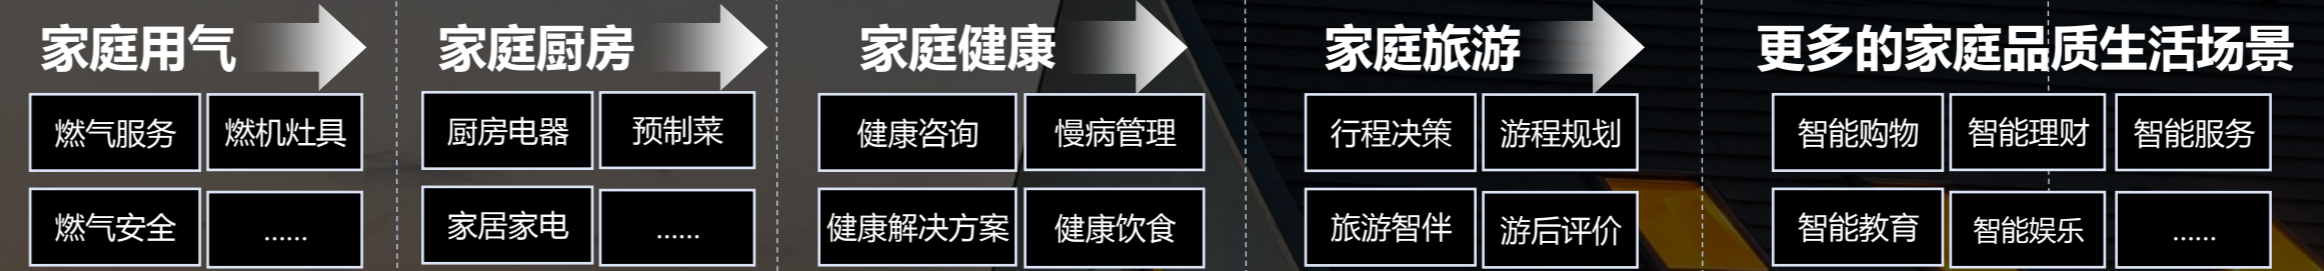 家庭用气
燃气服务 燃机灶具
燃气安全 ......
家庭厨房
厨房电器 预制菜
家居家电 ......
家庭健康
健康咨询 慢病管理
健康解决方案 健康饮食
家庭旅游
行程决策 游程规划
旅游智伴 游后评价
更多的家庭品质生活场景
智能购物 智能理财 智能服务
智能教育 智能娱乐 ......